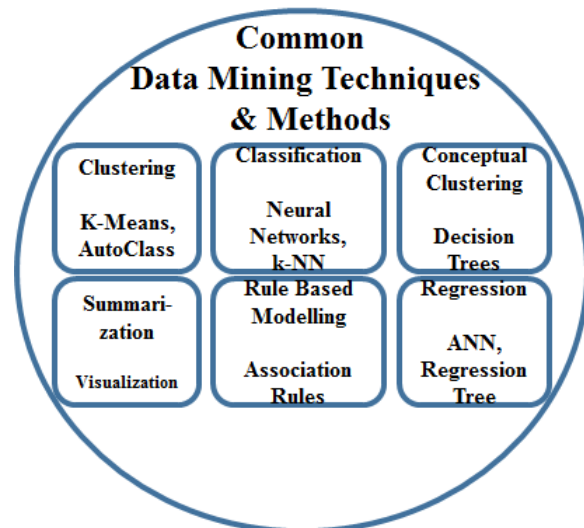 Common
Data Mining Techniques
& Methods
Clustering
K-Means,
AutoClass
Classification
Neural
Networks,
k-NN
Conceptual
Clustering
Decision
Trees
Summari-
zation
Visualization
Rule Based
Modelling
Association
Rules
Regression
ANN,
Regression
Tree